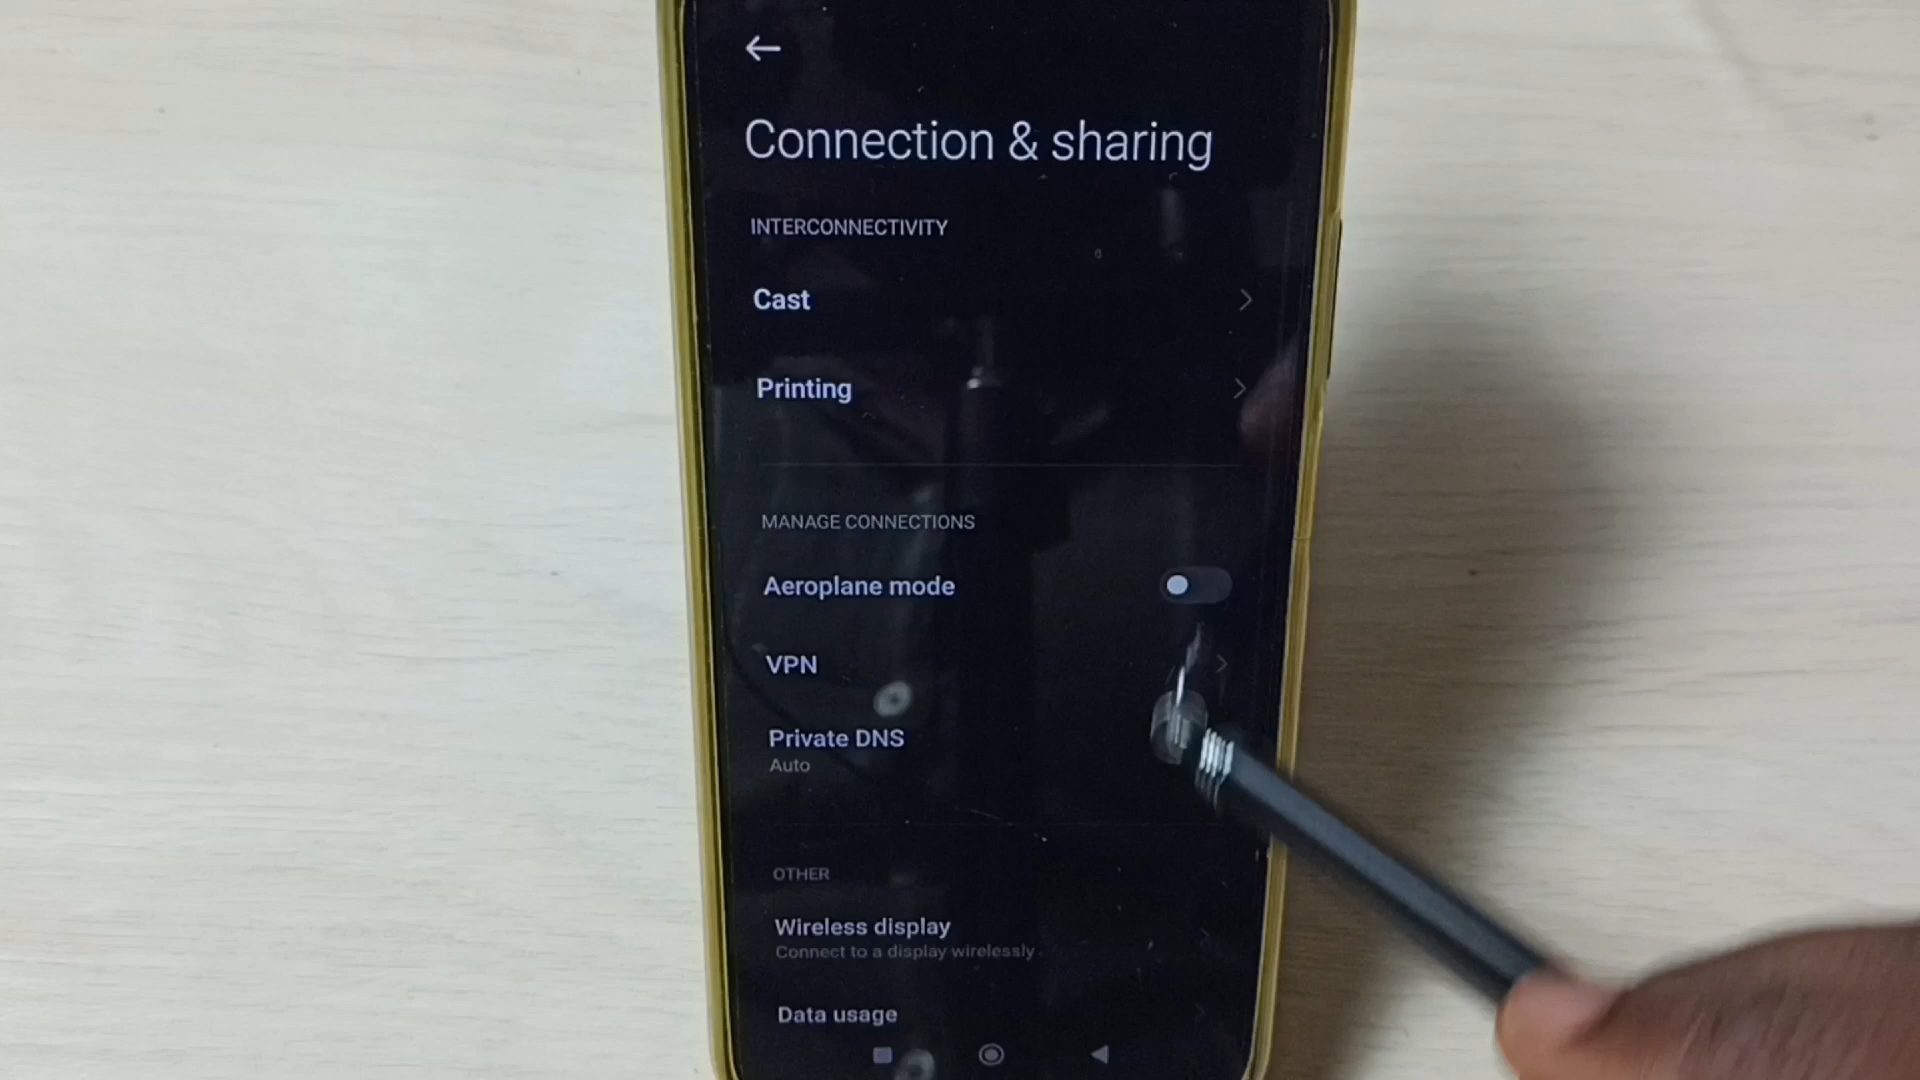 Connection & sharing
INTERCONNECTIVITY
Cast
Printing
MANAGE CONNECTIONS
Aeroplane mode
VPN
Private DNS
Auto
OTHER
Wireless display
Connect to a display wirelessly
Data usage